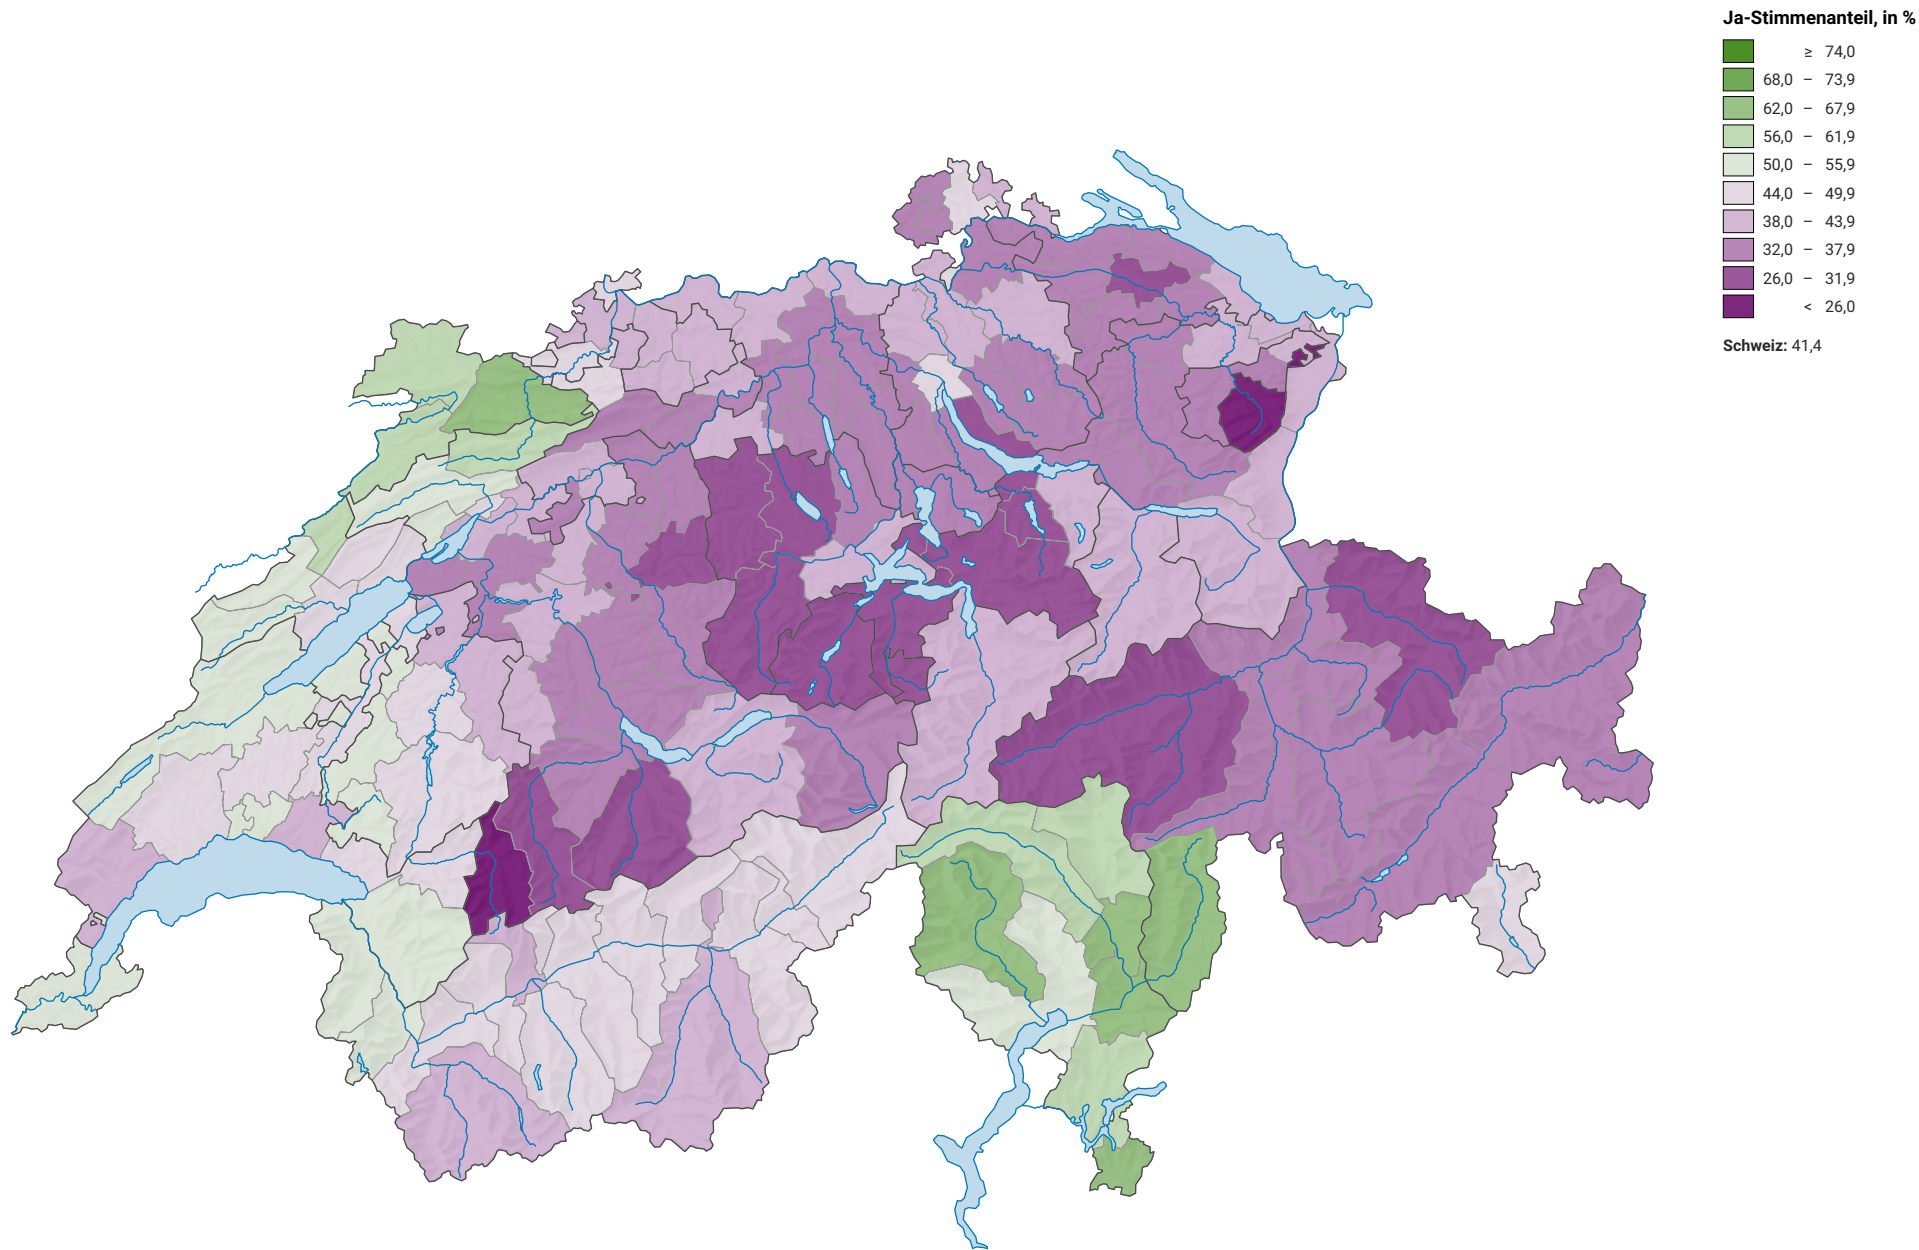 Ja-Stimmenanteil, in %
≥ 74,0
68,0 – 73,9
62,0 – 67,9
56,0 – 61,9
50,0 – 55,9
44,0 – 49,9
38,0 – 43,9
32,0 – 37,9
26,0 – 31,9
< 26,0
Schweiz: 41,4